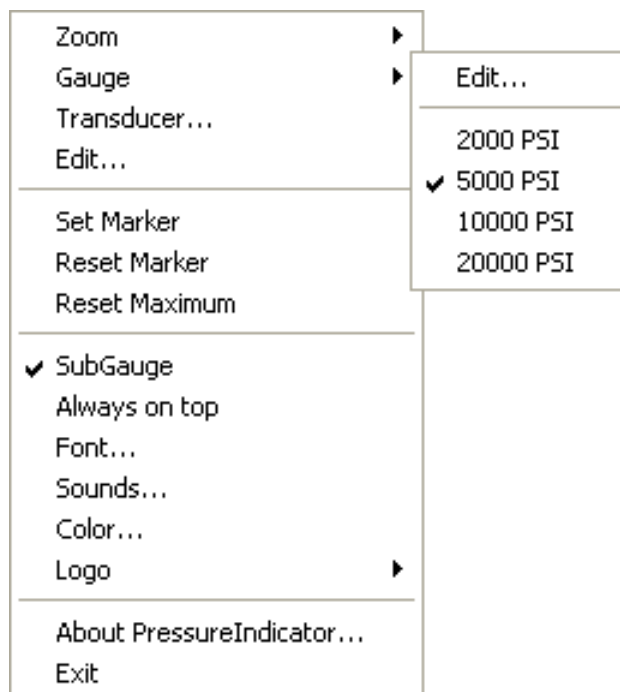 Zoom
Gauge
Transducer...
Edit...
Set Marker
Reset Marker
Reset Maximum
SubGauge
Always on top
Font...
Sounds...
Color...
Logo
About PressureIndicator...
Exit
Edit...
2000 PSI
5000 PSI
10000 PSI
20000 PSI